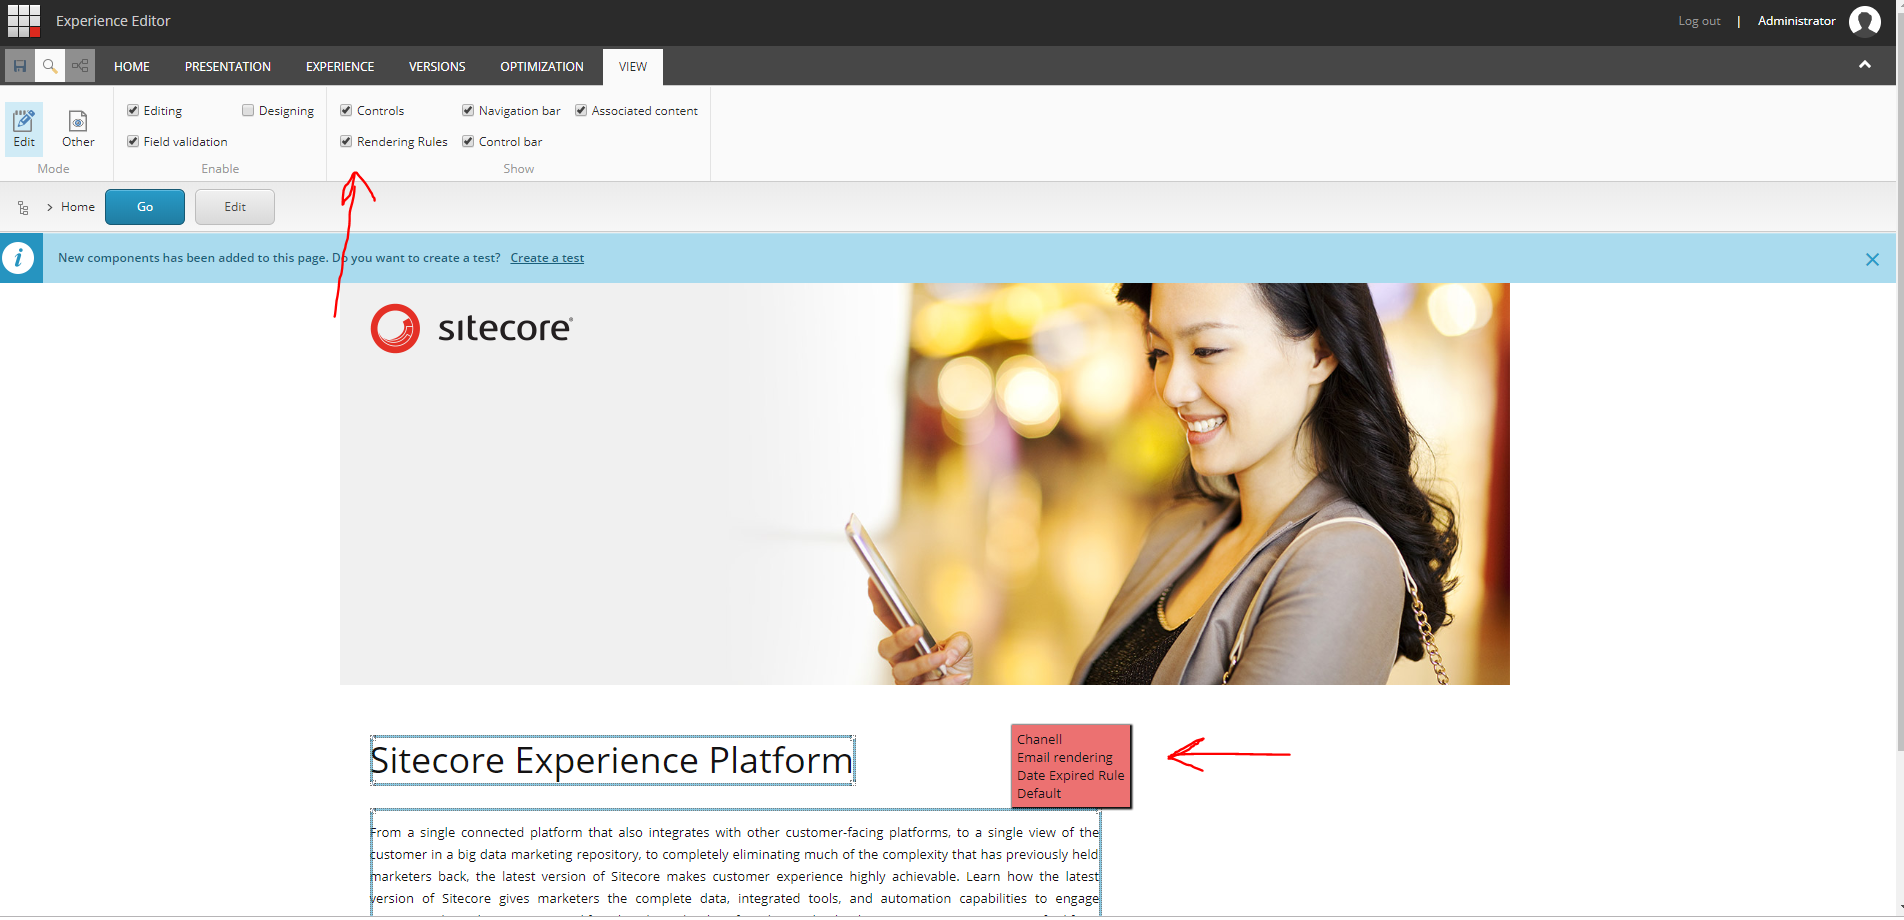 Experience Editor
Log out | Administrator
HOME PRESENTATION EXPERIENCE VERSIONS OPTIMIZATION VIEW
Edit
Other
Mode
Editing Designing
Field validation
Enable
Controls Navigation bar Associated content
Rendering Rules Control bar
Show
Home Go Edit
New components has been added to this page. Do you want to create a test? Create a test
sitecore
Sitecore Experience Platform
Chanell
Email rendering
Date Expired Rule
Default
From a single connected platform that also integrates with other customer-facing platforms, to a single view of the
customer in a big data marketing repository, to completely eliminating much of the complexity that has previously held
marketers back, the latest version of Sitecore makes customer experience highly achievable. Learn how the latest
version of Sitecore gives marketers the complete data, integrated tools, and automation capabilities to engage